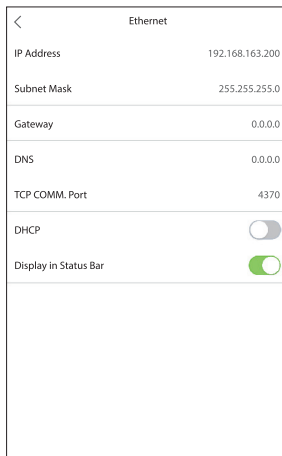 Ethernet
IP Address 192.168.163.200
Subnet Mask 255.255.255.0
Gateway 0.0.0.0
DNS 0.0.0.0
TCP COMM. Port 4370
DHCP
Display in Status Bar